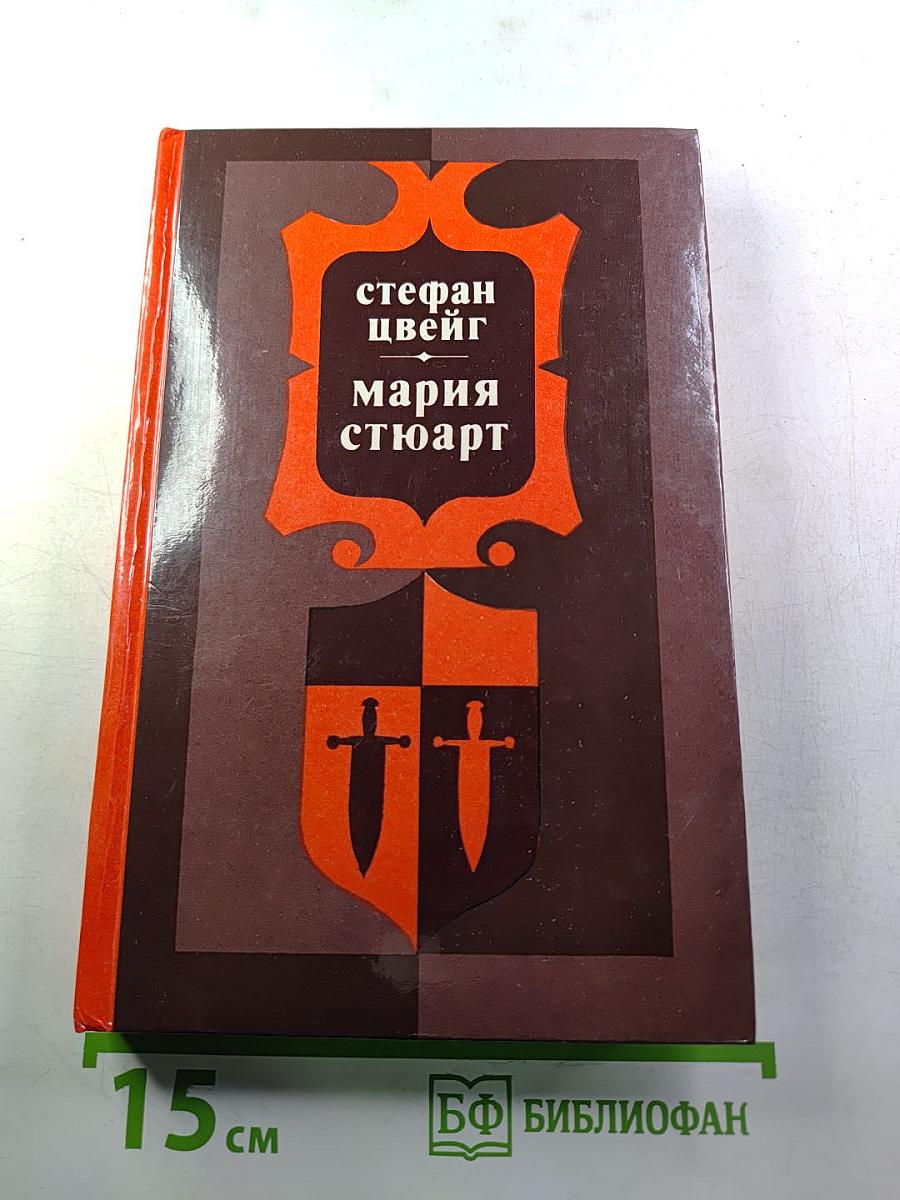 стефан
цвейг
мария
стюарт
15 см
БФ БИБЛИОФАН